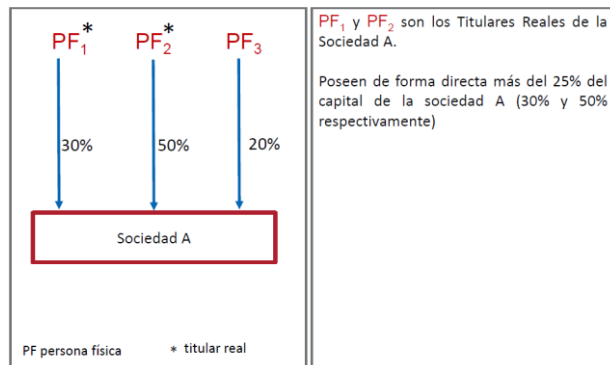 PF₁* PF₂* PF₃
30% 50% 20%
Sociedad A
PF persona física * titular real
PF₁ y PF₂ son los Titulares Reales de la
Sociedad A.
Poseen de forma directa más del 25% del
capital de la sociedad A (30% y 50%
respectivamente)